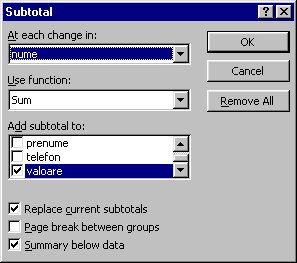 Subtotal
At each change in:
nume
OK
Cancel
Use function:
Sum
Remove All
Add subtotal to:
prenume
telefon
valoare
Replace current subtotals
Page break between groups
Summary below data